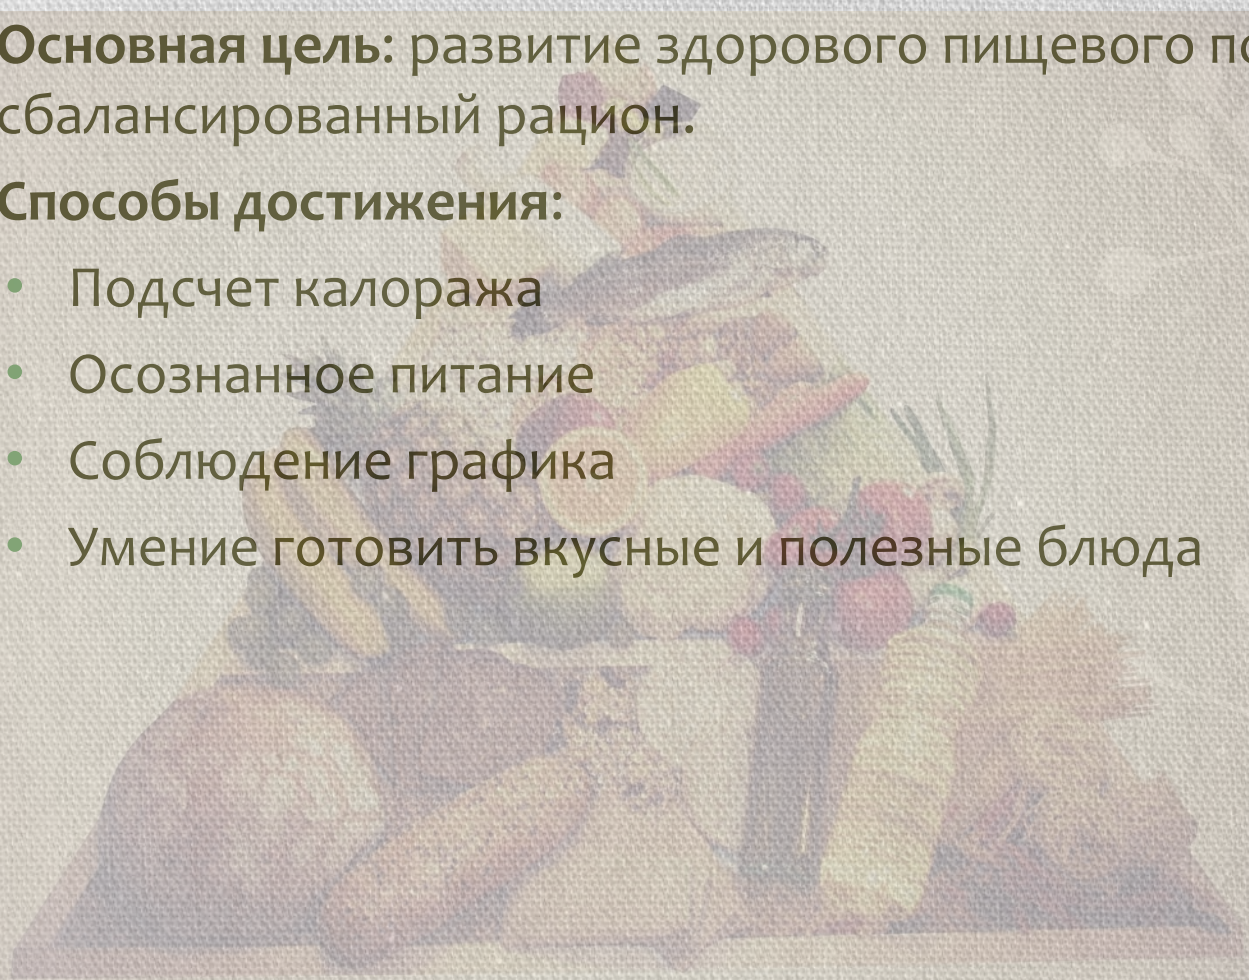 Основная цель: развитие здорового пищевого
сбалансированный рацион.
Способы достижения:
• Подсчет калоража
• Осознанное питание
• Соблюдение графика
• Умение готовить вкусные и полезные блюда